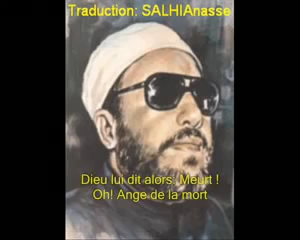 Traduction: SALHIAnasse
Dieu lui dit alors: Meurt !
Oh! Ange de la mort